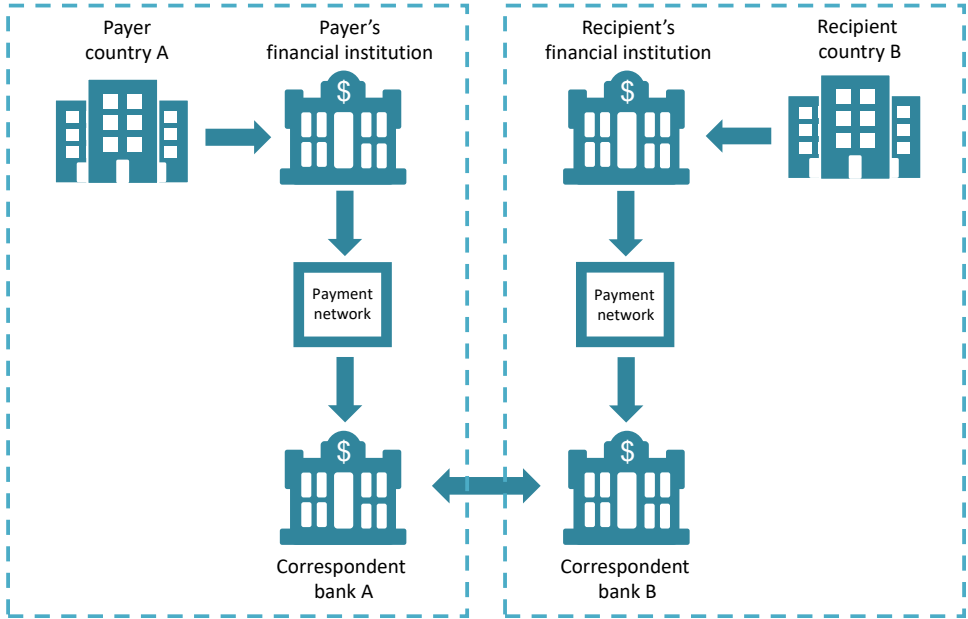 Payer
country A
Payer’s
financial institution
Recipient’s
financial institution
Recipient
country B
$
$
Payment
network
Payment
network
$
$
Correspondent
bank A
Correspondent
bank B